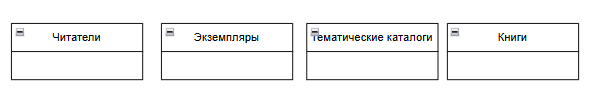 Читатели
Экземпляры
Тематические каталоги
Книги